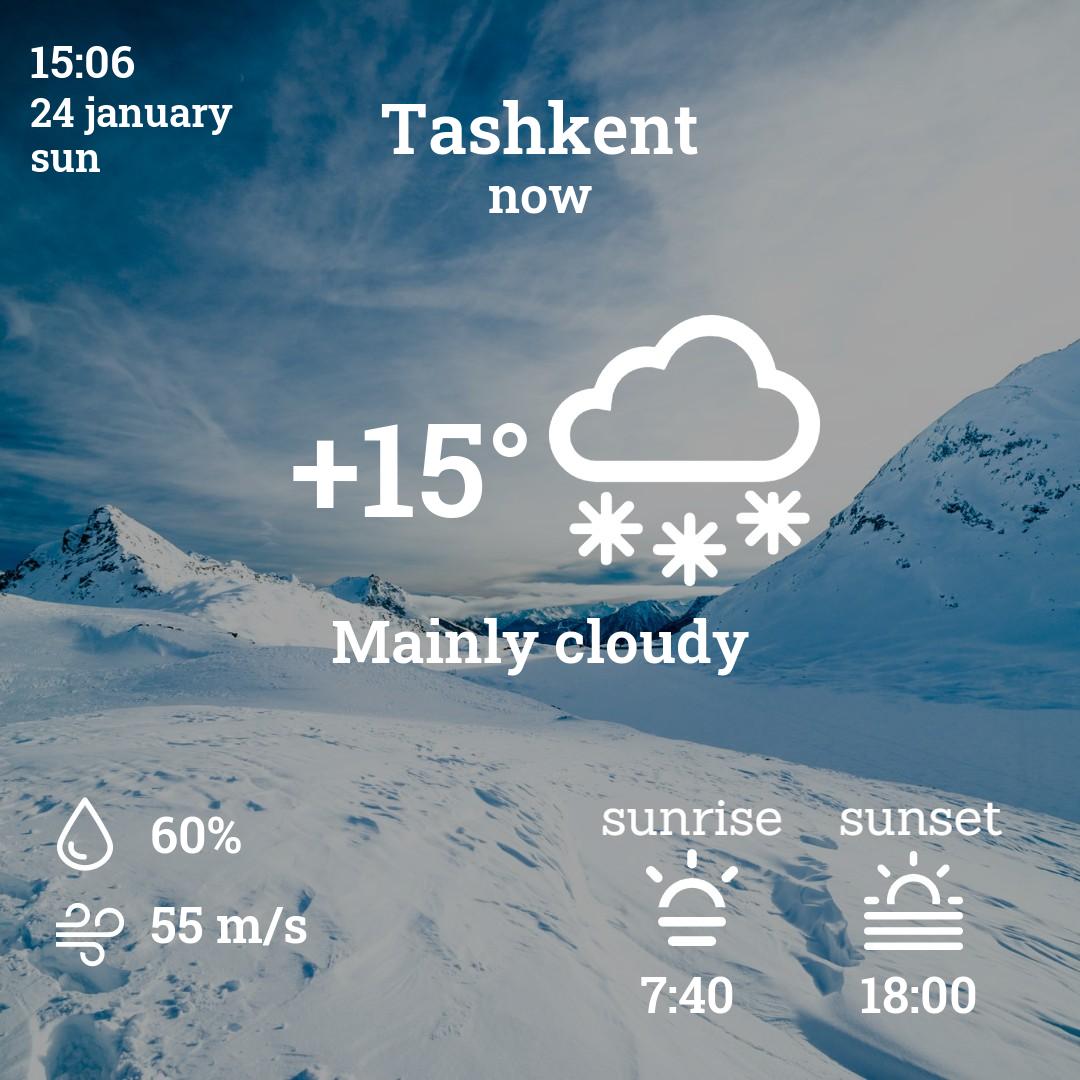 15:06
24 january
sun
Tashkent
now
+15°
Mainly cloudy
60%
55 m/s
sunrise
sunset
7:40
18:00